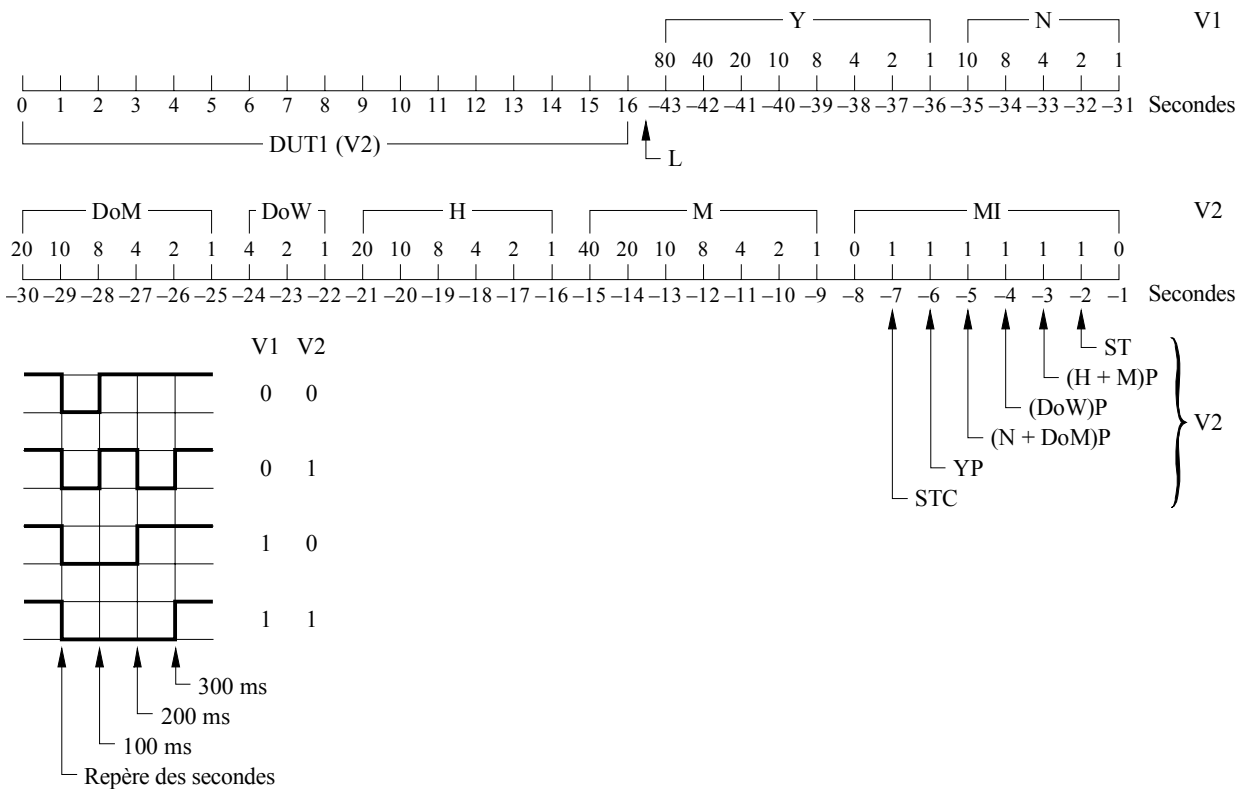 Y N V1
80 40 20 10 8 4 2 1 10 8 4 2 1
0 1 2 3 4 5 6 7 8 9 10 11 12 13 14 15 16 –43 –42 –41 –40 –39 –38 –37 –36 –35 –34 –33 –32 –31 Secondes
DUT1 (V2)
L
DoM DoW H M MI V2
20 10 8 4 2 1 4 2 1 20 10 8 4 2 1 40 20 10 8 4 2 1 0 1 1 1 1 1 1 0
–30 –29 –28 –27 –26 –25 –24 –23 –22 –21 –20 –19 –18 –17 –16 –15 –14 –13 –12 –11 –10 –9 –8 –7 –6 –5 –4 –3 –2 –1 Secondes
V1 V2
ST
(H + M)P
0 0
(DoW)P
V2
(N + DoM)P
0 1
YP
STC
1 0
1 1
300 ms
200 ms
100 ms
Repère des secondes